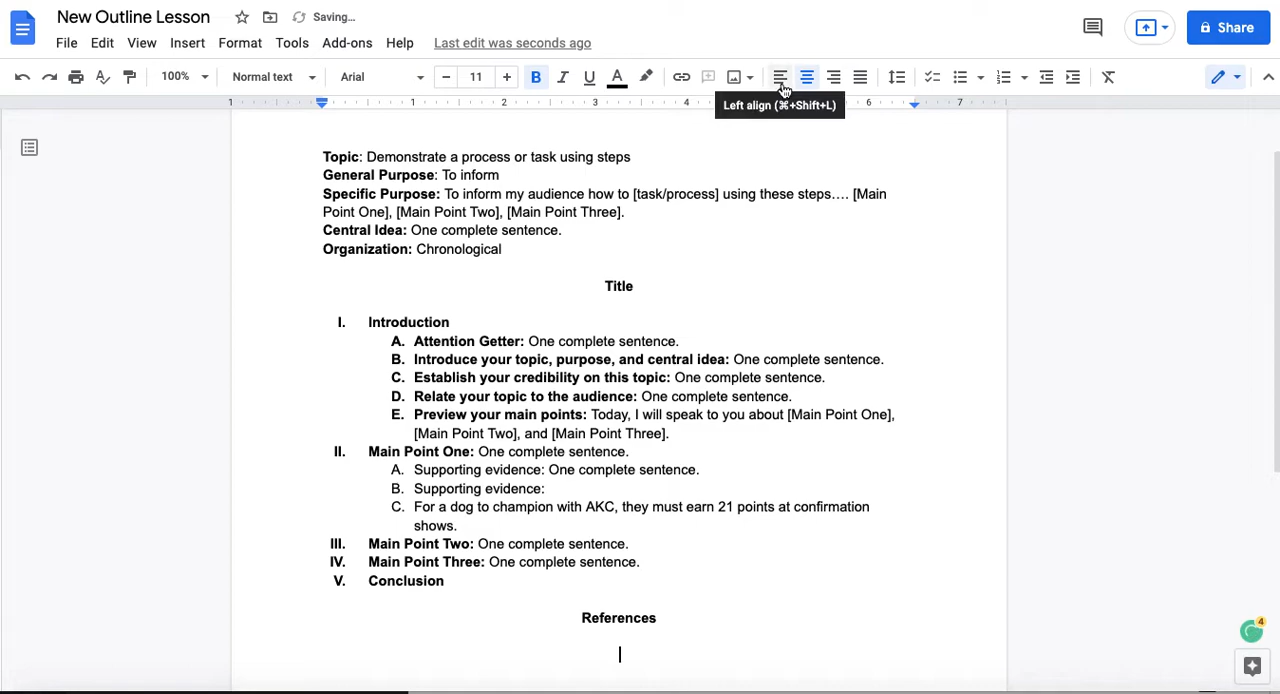 New Outline Lesson Saving...
File Edit View Insert Format Tools Add-ons Help Last edit was seconds ago
Share
100% Normal text Arial 11 B I U A
Left align (⌘+Shift+L)
1 1 2 3 4 6 7
Topic: Demonstrate a process or task using steps
General Purpose: To inform
Specific Purpose: To inform my audience how to [task/process] using these steps.... [Main
Point One], [Main Point Two], [Main Point Three].
Central Idea: One complete sentence.
Organization: Chronological
Title
I. Introduction
A. Attention Getter: One complete sentence.
B. Introduce your topic, purpose, and central idea: One complete sentence.
C. Establish your credibility on this topic: One complete sentence.
D. Relate your topic to the audience: One complete sentence.
E. Preview your main points: Today, I will speak to you about [Main Point One],
[Main Point Two], and [Main Point Three].
II. Main Point One: One complete sentence.
A. Supporting evidence: One complete sentence.
B. Supporting evidence:
C. For a dog to champion with AKC, they must earn 21 points at confirmation
shows.
III. Main Point Two: One complete sentence.
IV. Main Point Three: One complete sentence.
V. Conclusion
References
4